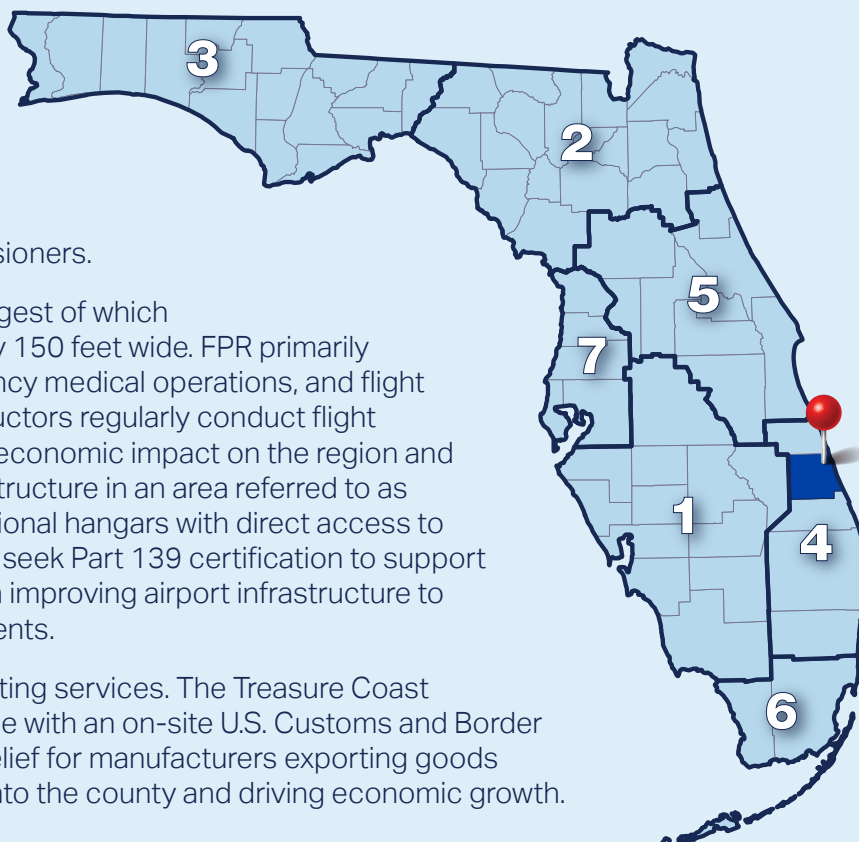 3
2
sioners.
gest of which
5
y 150 feet wide. FPR primarily
7
ncy medical operations, and flight
uctors regularly conduct flight
economic impact on the region and
structure in an area referred to as
ional hangars with direct access to
1
seek Part 139 certification to support
4
n improving airport infrastructure to
ents.
ting services. The Treasure Coast
6
e with an on-site U.S. Customs and Border
elief for manufacturers exporting goods
nto the county and driving economic growth.